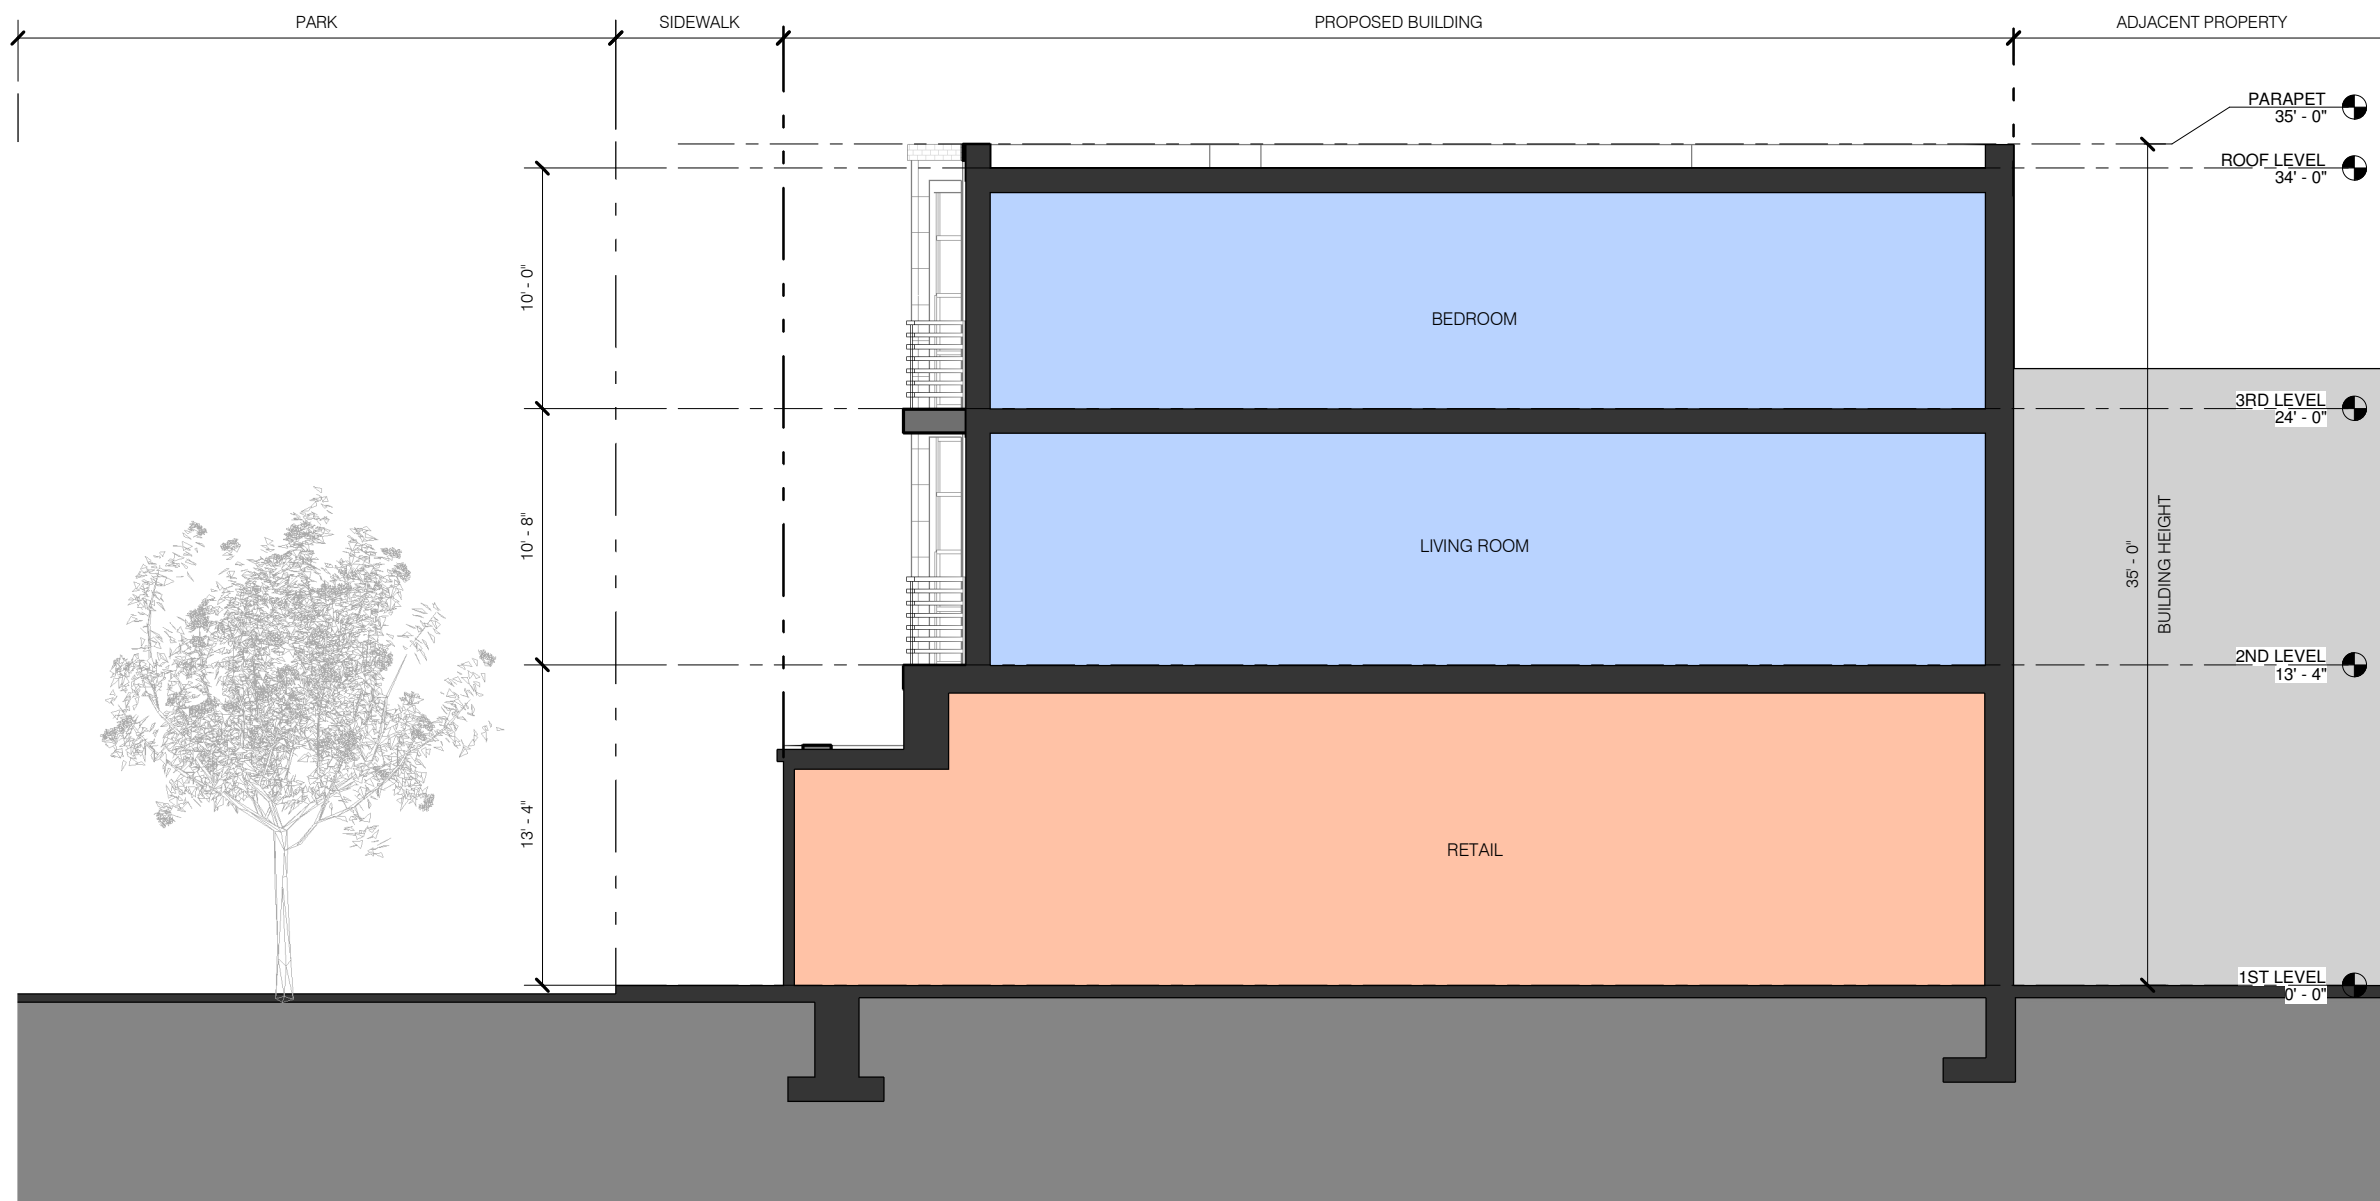 PARK
SIDEWALK
PROPOSED BUILDING
ADJACENT PROPERTY
PARAPET
35' - 0"
ROOF LEVEL
34' - 0"
10' - 0"
BEDROOM
3RD LEVEL
24' - 0"
10' - 8"
LIVING ROOM
35' - 0"
BUILDING HEIGHT
2ND LEVEL
13' - 4"
13' - 4"
RETAIL
1ST LEVEL
0' - 0"